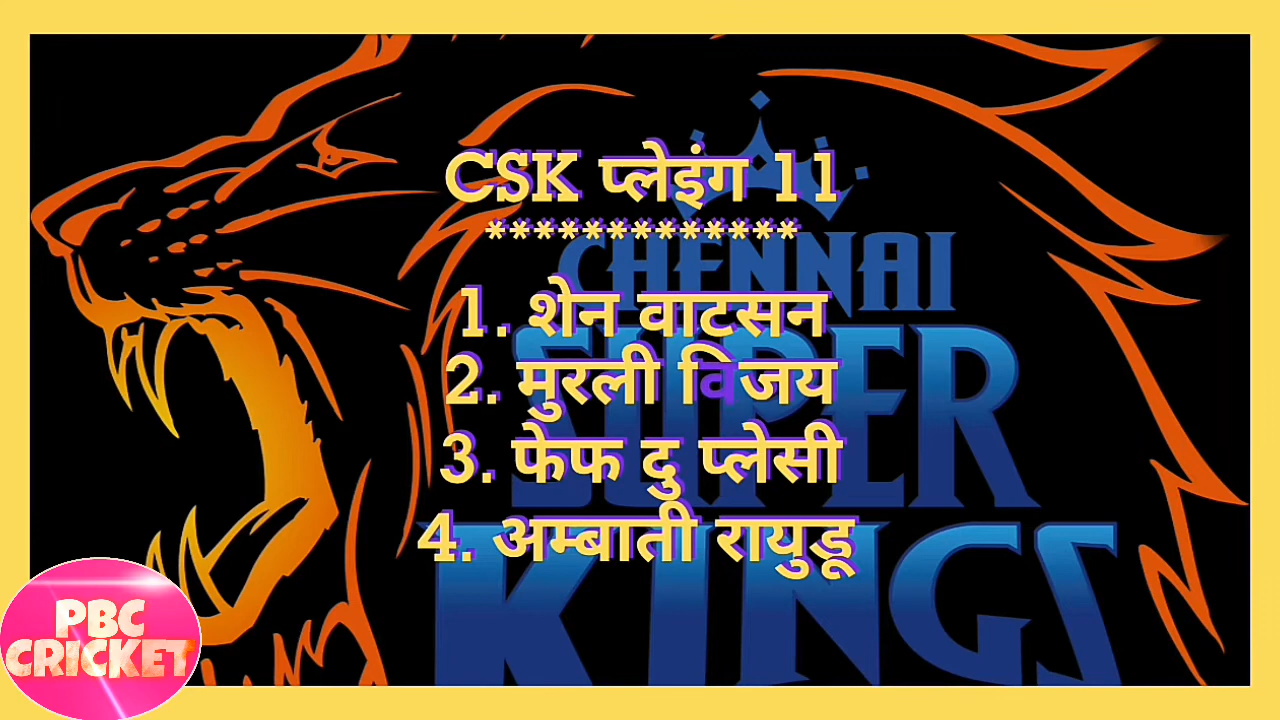 CSK प्लेइंग 11
*************
1. शेन वाटसन
2. मुरली विजय
3. फेफ दु प्लेसी
4. अम्बाती रायुडू
CHENNAI
SUPER
KINGS
PBC
CRICKET